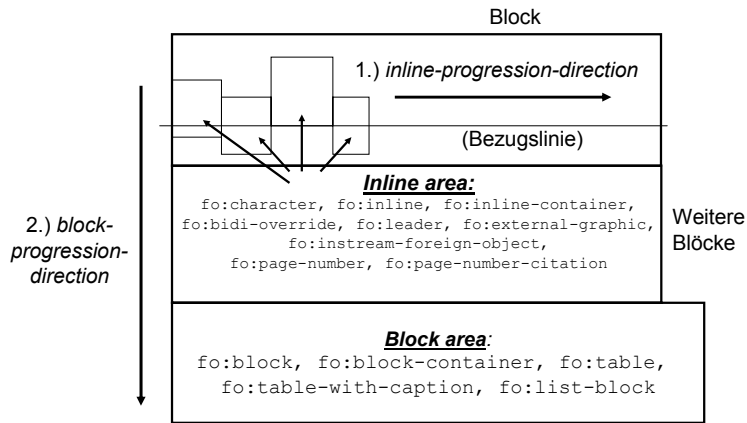 Block
1.) inline-progression-direction
(Bezugslinie)
2.) block-
progression-
direction
Inline area:
fo:character, fo:inline, fo:inline-container,
fo:bidi-override, fo:leader, fo:external-graphic,
fo:instream-foreign-object,
fo:page-number, fo:page-number-citation
Weitere
Blöcke
Block area:
fo:block, fo:block-container, fo:table,
fo:table-with-caption, fo:list-block